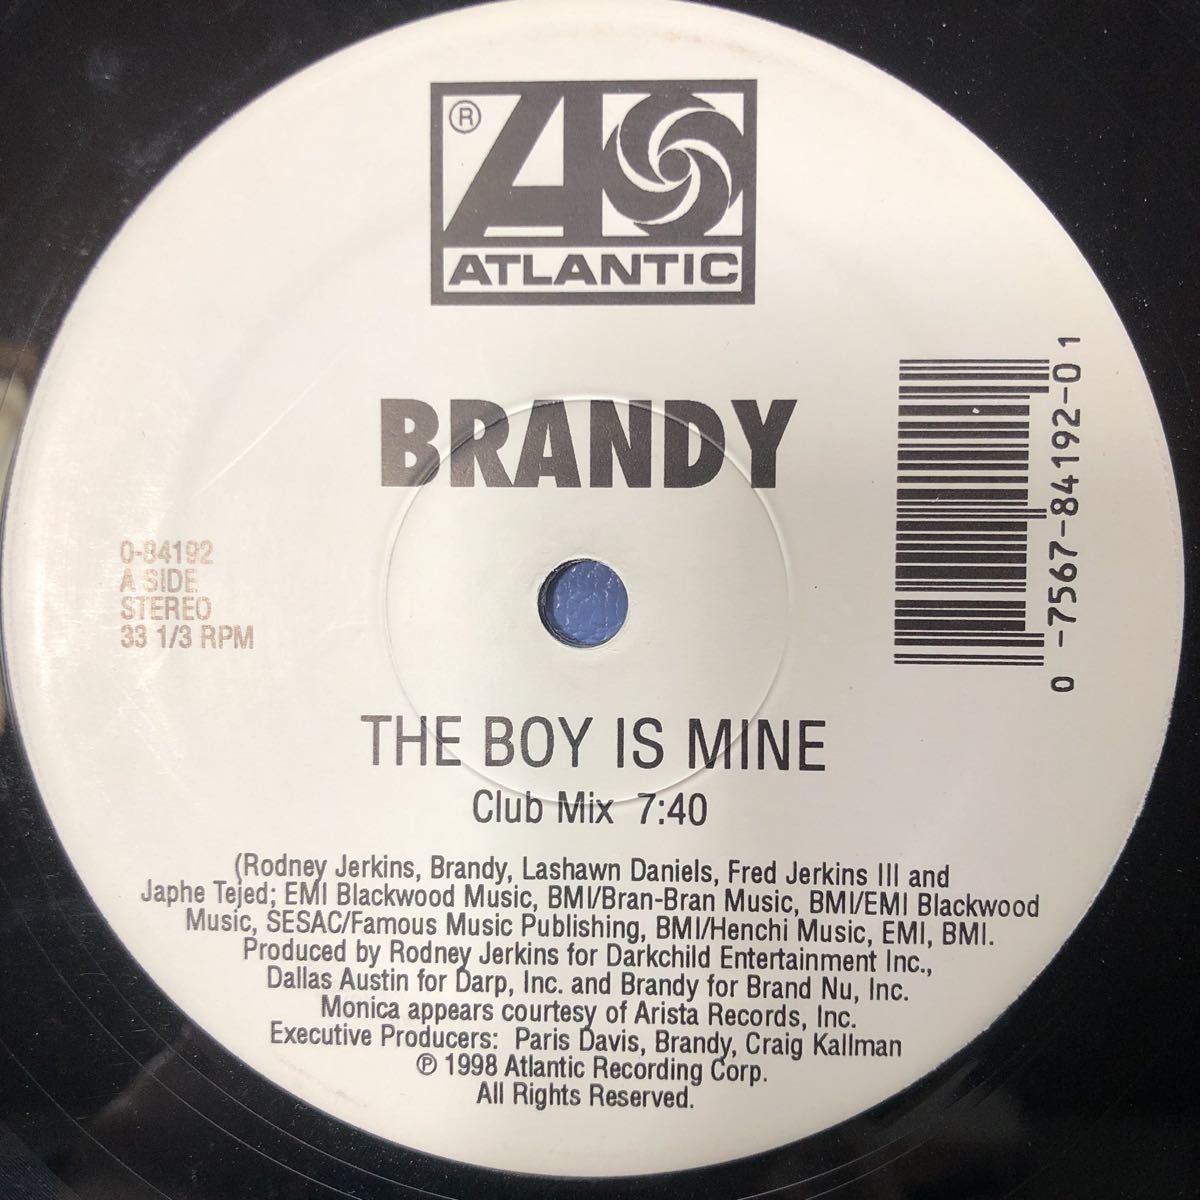 ®
ATLANTIC
BRANDY
0-84192
A SIDE
STEREO
33 1/3 RPM
0-7567-84192-01
THE BOY IS MINE
Club Mix 7:40
(Rodney Jerkins, Brandy, Lashawn Daniels, Fred Jerkins III and
Japhe Tejed; EMI Blackwood Music, BMI/Bran-Bran Music, BMI/EMI Blackwood
Music, SESAC/Famous Music Publishing, BMI/Henchi Music, EMI, BMI.
Produced by Rodney Jerkins for Darkchild Entertainment Inc.,
Dallas Austin for Darp, Inc. and Brandy for Brand Nu, Inc.
Monica appears courtesy of Arista Records, Inc.
Executive Producers: Paris Davis, Brandy, Craig Kallman
℗ 1998 Atlantic Recording Corp.
All Rights Reserved.